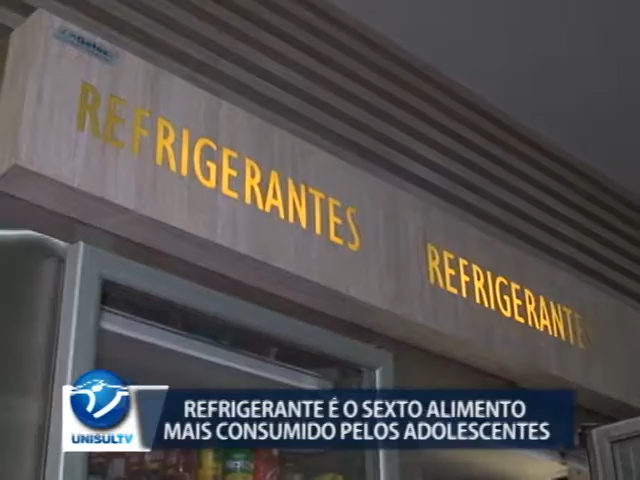 REFRIGERANTES
REFRIGERANTES
REFRIGERANTE É O SEXTO ALIMENTO
MAIS CONSUMIDO PELOS ADOLESCENTES
UNISULTV